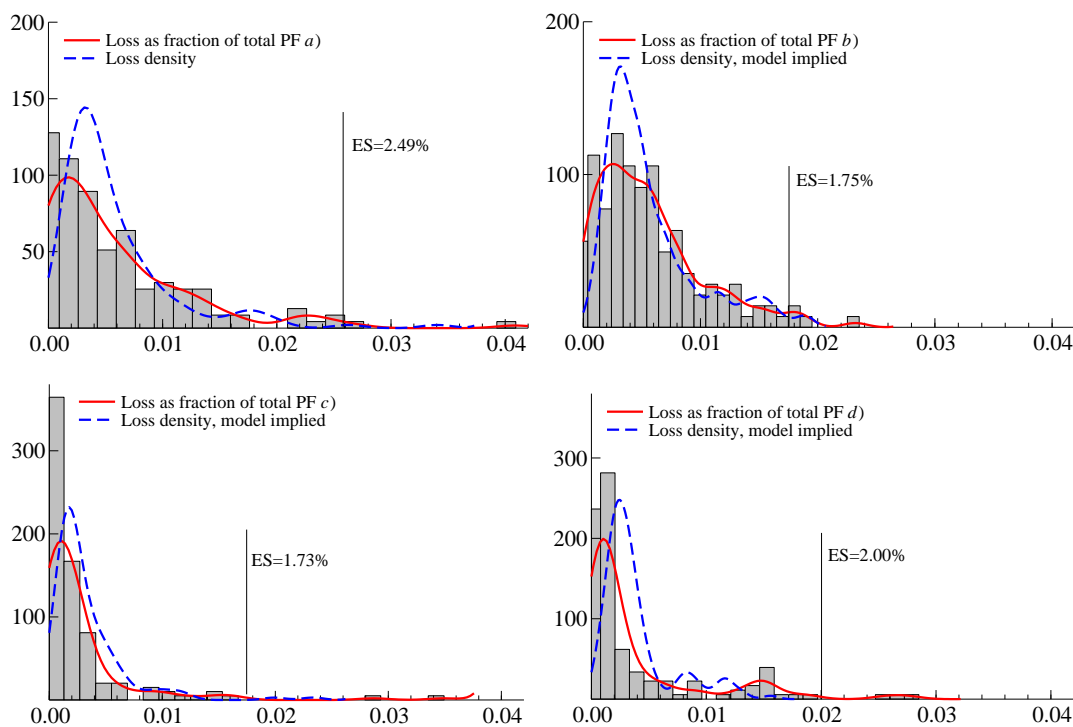 200
Loss as fraction of total PF a)
Loss density
150
ES=2.49%
100
50
0.00 0.01 0.02 0.03 0.04
200
Loss as fraction of total PF b)
Loss density, model implied
ES=1.75%
100
0.00 0.01 0.02 0.03 0.04
Loss as fraction of total PF c)
Loss density, model implied
300
200
ES=1.73%
100
0.00 0.01 0.02 0.03 0.04
Loss as fraction of total PF d)
Loss density, model implied
300
200
ES=2.00%
100
0.00 0.01 0.02 0.03 0.04